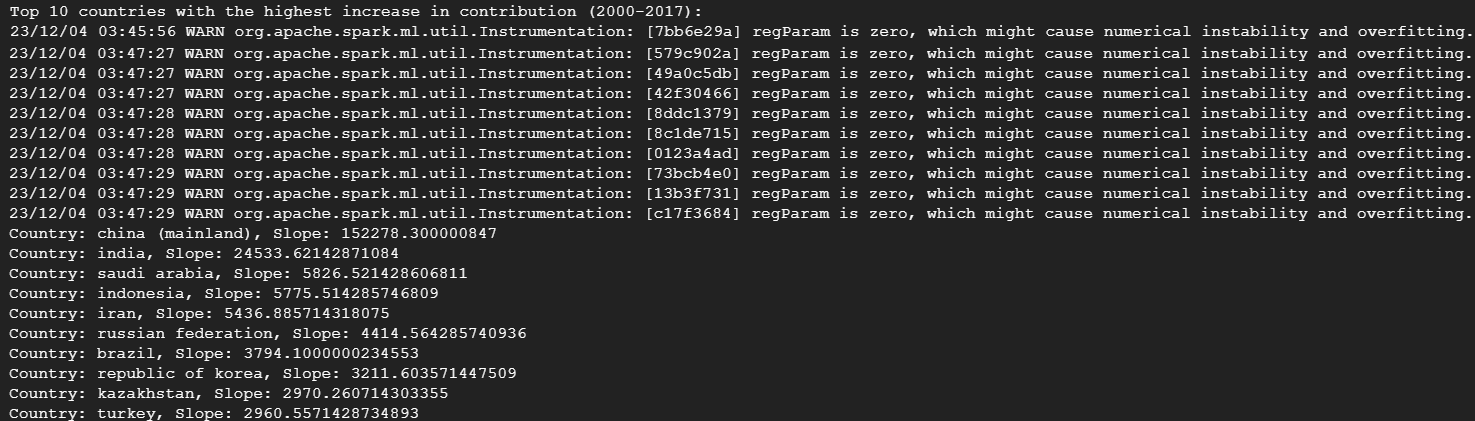 Top 10 countries with the highest increase in contribution (2000-2017):
23/12/04 03:45:56 WARN org.apache.spark.ml.util.Instrumentation: [7bb6e29a] regParam is zero, which might cause numerical instability and overfitting.
23/12/04 03:47:27 WARN org.apache.spark.ml.util.Instrumentation: [579c902a] regParam is zero, which might cause numerical instability and overfitting.
23/12/04 03:47:27 WARN org.apache.spark.ml.util.Instrumentation: [49a0c5db] regParam is zero, which might cause numerical instability and overfitting.
23/12/04 03:47:27 WARN org.apache.spark.ml.util.Instrumentation: [42f30466] regParam is zero, which might cause numerical instability and overfitting.
23/12/04 03:47:28 WARN org.apache.spark.ml.util.Instrumentation: [8ddc1379] regParam is zero, which might cause numerical instability and overfitting.
23/12/04 03:47:28 WARN org.apache.spark.ml.util.Instrumentation: [8c1de715] regParam is zero, which might cause numerical instability and overfitting.
23/12/04 03:47:28 WARN org.apache.spark.ml.util.Instrumentation: [0123a4ad] regParam is zero, which might cause numerical instability and overfitting.
23/12/04 03:47:29 WARN org.apache.spark.ml.util.Instrumentation: [73bcb4e0] regParam is zero, which might cause numerical instability and overfitting.
23/12/04 03:47:29 WARN org.apache.spark.ml.util.Instrumentation: [13b3f731] regParam is zero, which might cause numerical instability and overfitting.
23/12/04 03:47:29 WARN org.apache.spark.ml.util.Instrumentation: [c17f3684] regParam is zero, which might cause numerical instability and overfitting.
Country: china (mainland), Slope: 152278.300000847
Country: india, Slope: 24533.62142871084
Country: saudi arabia, Slope: 5826.521428606811
Country: indonesia, Slope: 5775.514285746809
Country: iran, Slope: 5436.885714318075
Country: russian federation, Slope: 4414.564285740936
Country: brazil, Slope: 3794.1000000234553
Country: republic of korea, Slope: 3211.603571447509
Country: kazakhstan, Slope: 2970.260714303355
Country: turkey, Slope: 2960.5571428734893